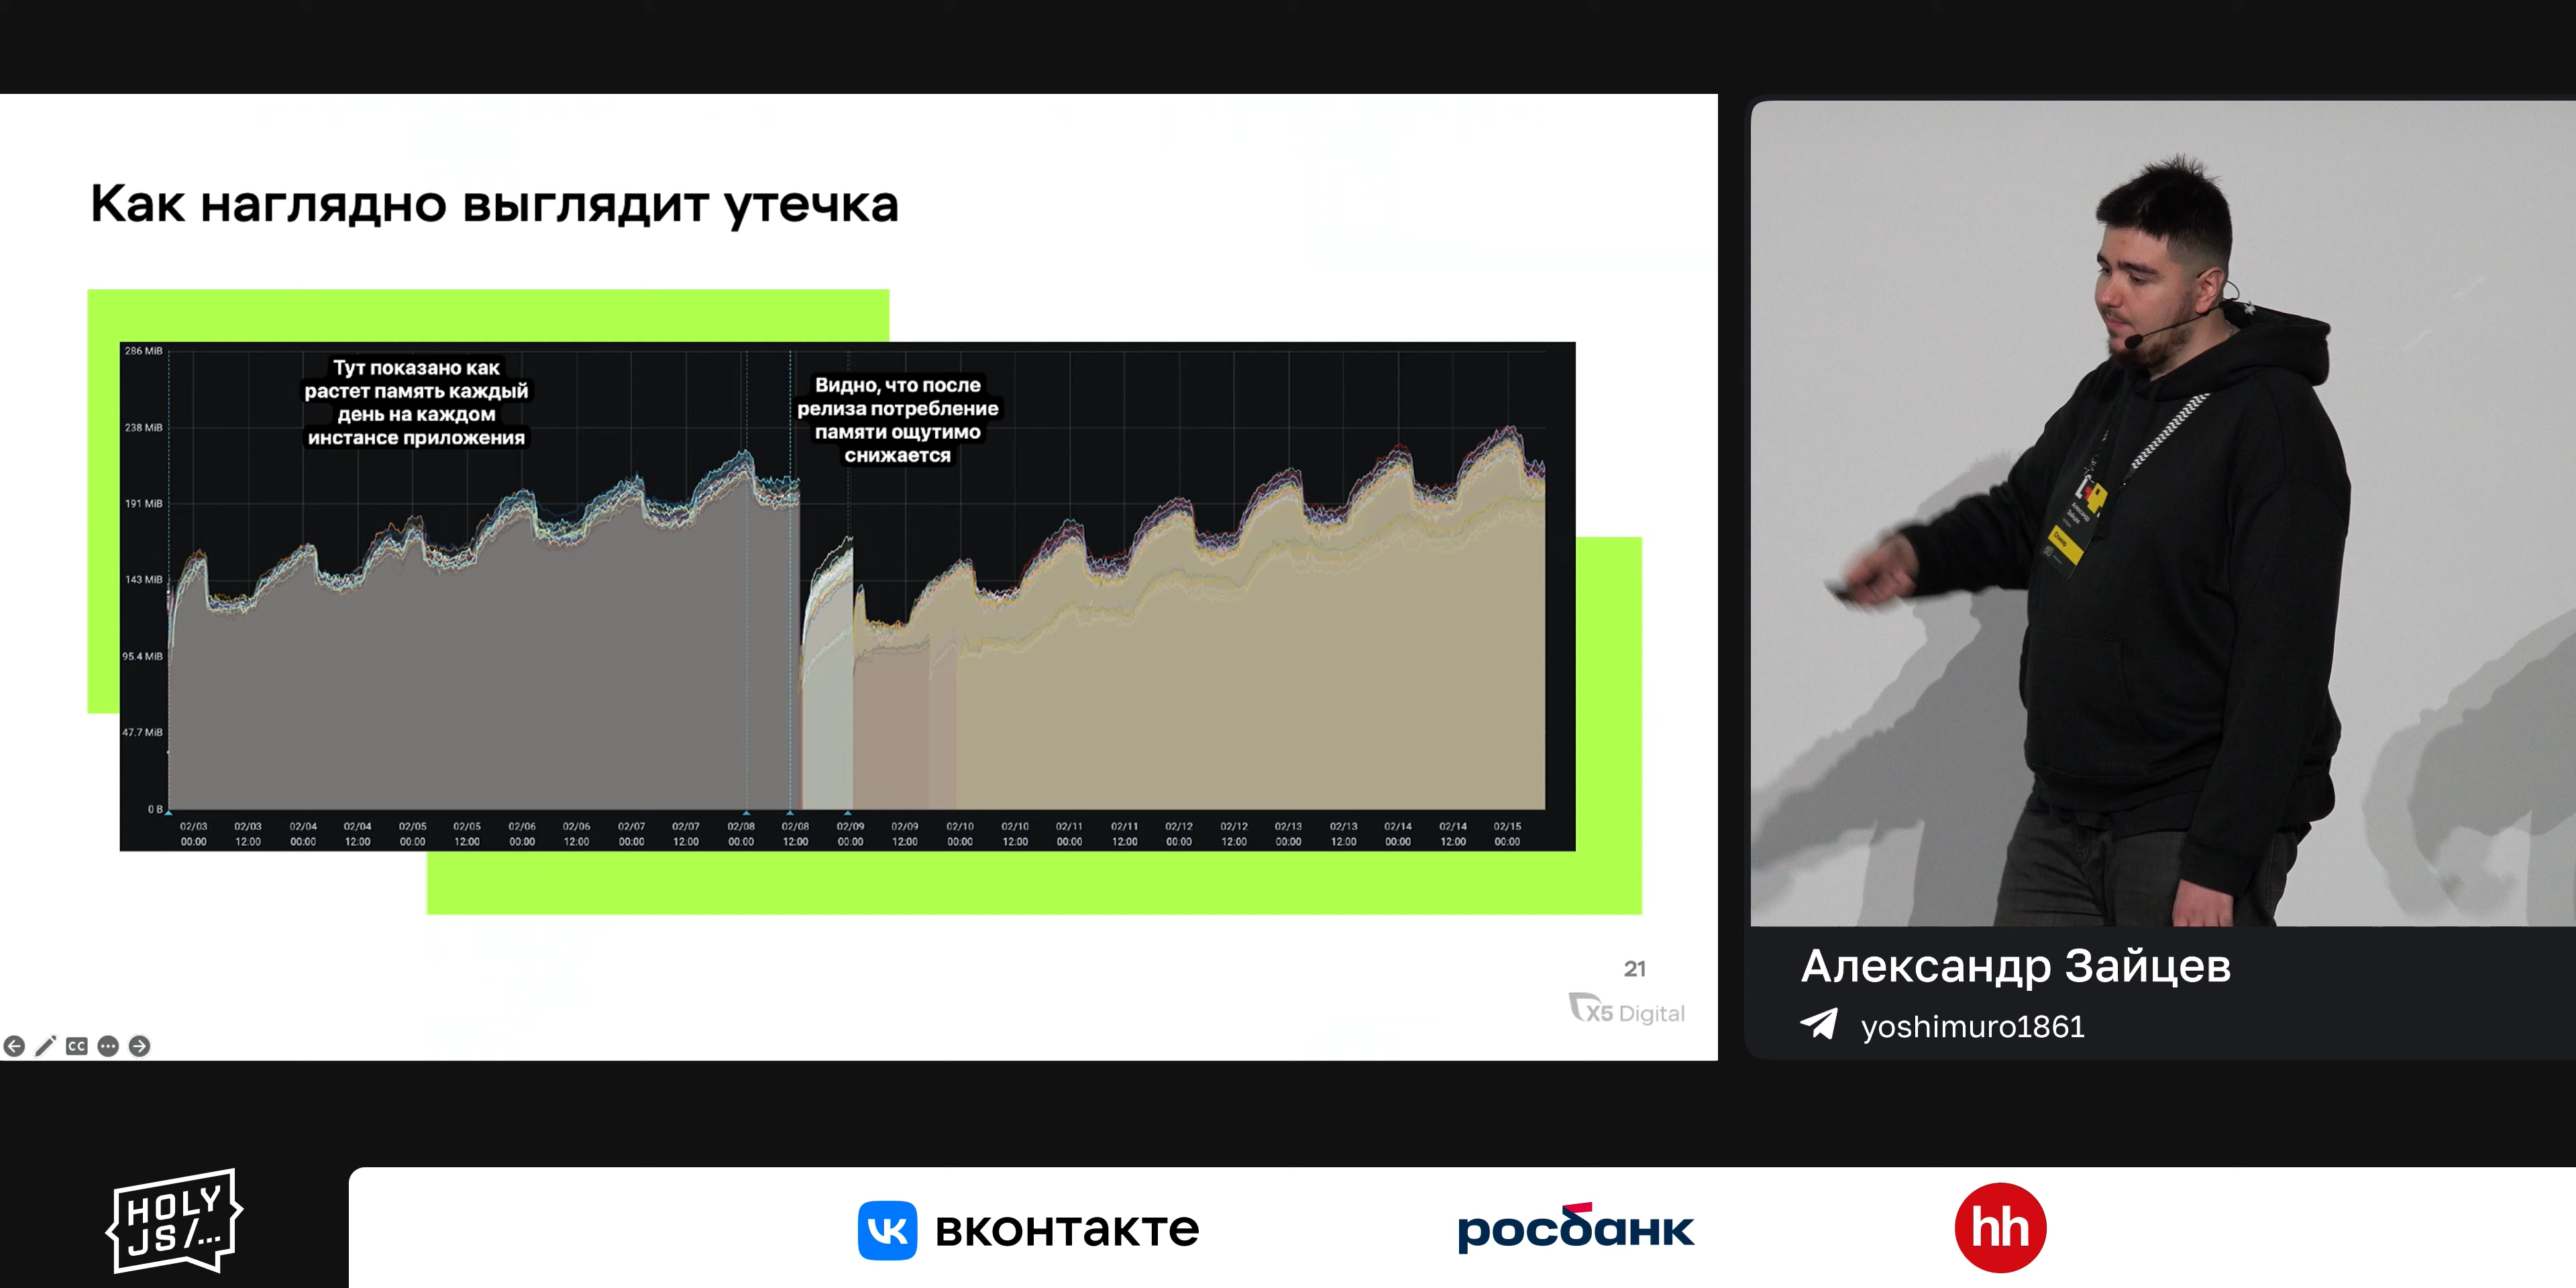 Как наглядно выглядит утечка
286 MiB
238 MiB
191 MiB
143 MiB
95.4 MiB
47.7 MiB
0 B
Тут показано как
растет память каждый
день на каждом
инстансе приложения
Видно, что после
релиза потребление
памяти ощутимо
снижается
02/03 02/03 02/04 02/04 02/05 02/05 02/06 02/06 02/07 02/07 02/08 02/08 02/09 02/09 02/10 02/10 02/11 02/11 02/12 02/12 02/13 02/13 02/14 02/14 02/15
00:00 12:00 00:00 12:00 00:00 12:00 00:00 12:00 00:00 12:00 00:00 12:00 00:00 12:00 00:00 12:00 00:00 12:00 00:00 12:00 00:00 12:00 00:00 12:00 00:00
21
X5 Digital
CC
Александр Зайцев
yoshimuro1861
HOLY
JS/...
вконтакте
росбанк
hh